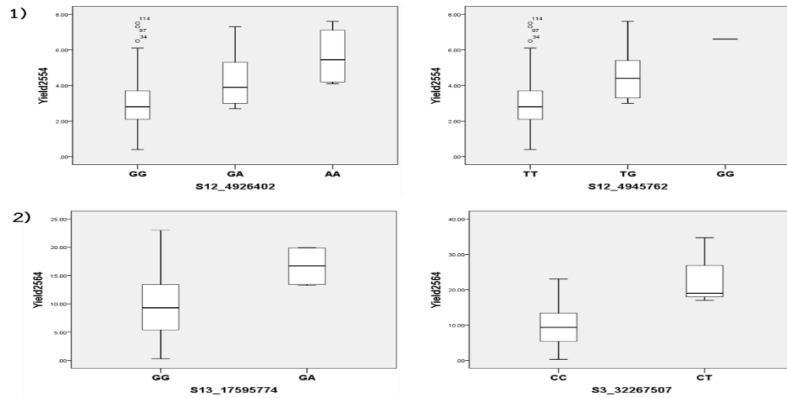 1)
Yield2554
8.00
6.00
4.00
2.00
.00
114
97
34
GG GA AA
S12_4926402
Yield2554
8.00
6.00
4.00
2.00
.00
114
97
34
TT TG GG
S12_4945762
2)
Yield2564
25.00
20.00
15.00
10.00
5.00
.00
GG GA
S13_17595774
Yield2564
40.00
30.00
20.00
10.00
.00
CC CT
S3_32267507